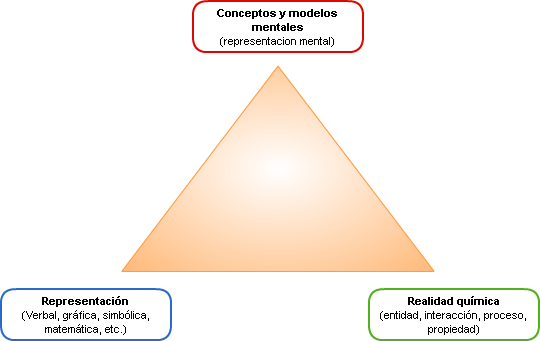 Conceptos y modelos
mentales
(representacion mental)
Representación
(Verbal, gráfica, simbólica,
matemática, etc.)
Realidad química
(entidad, interacción, proceso,
propiedad)